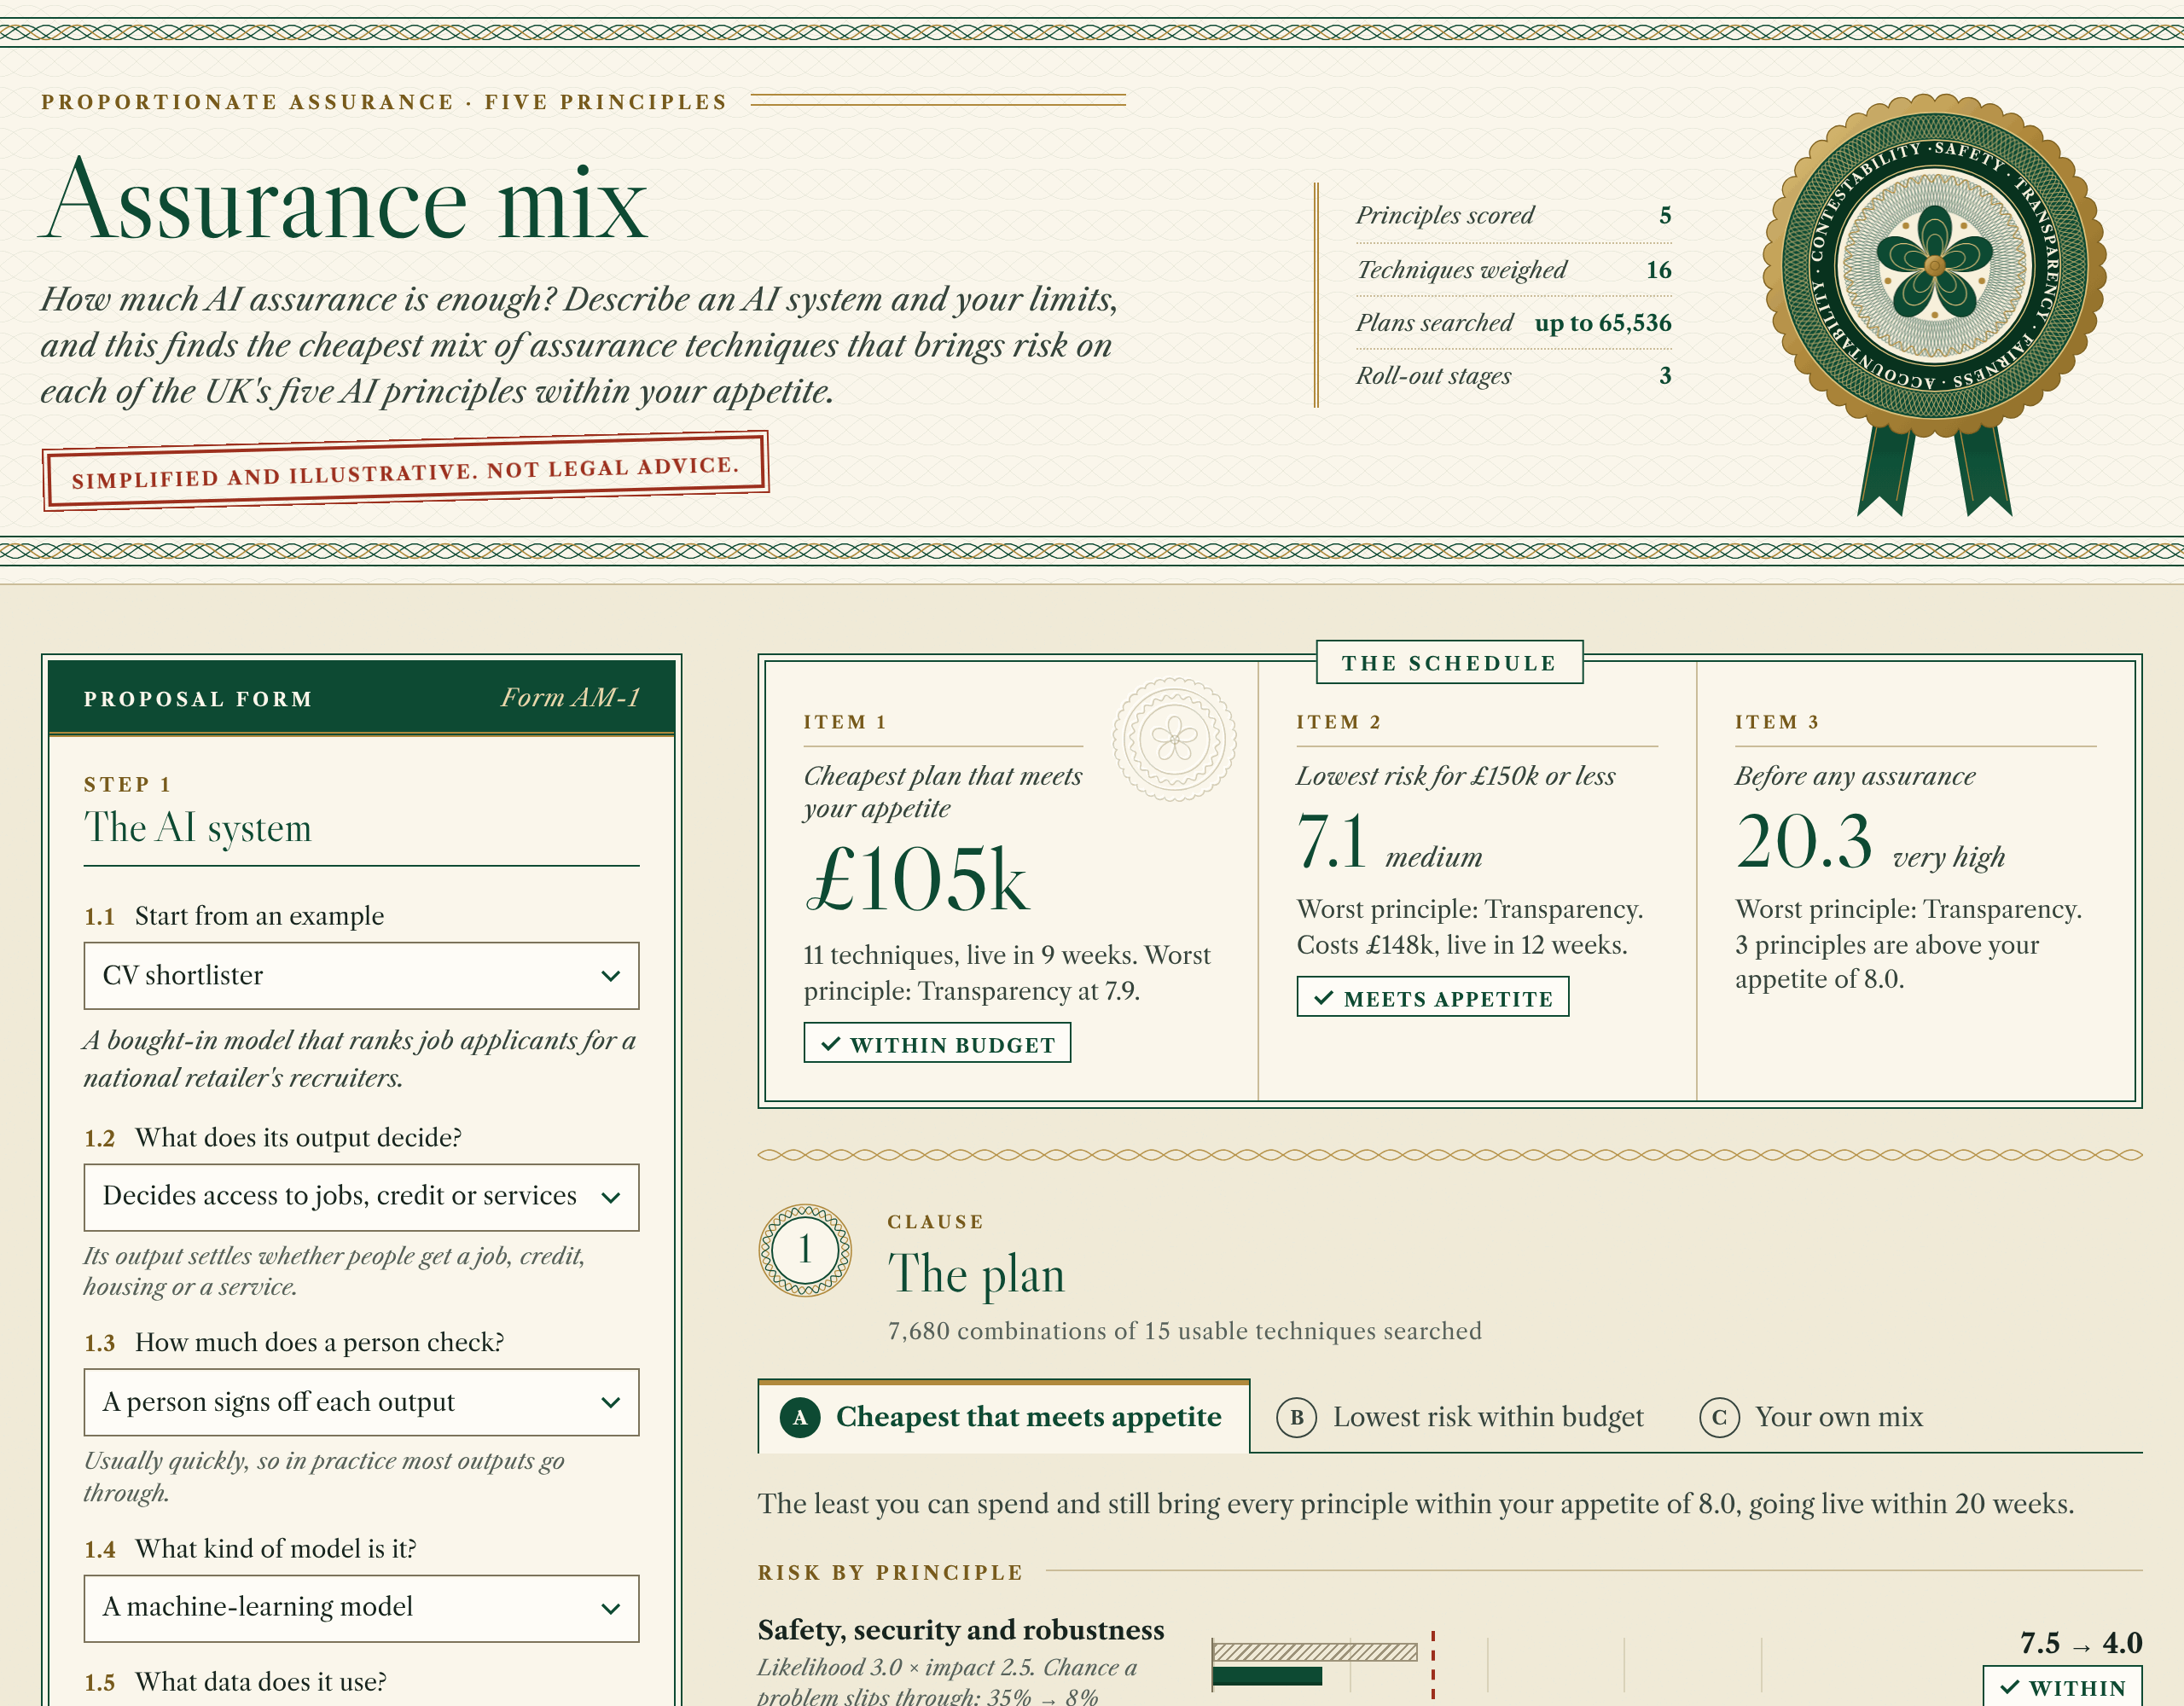 PROPORTIONATE ASSURANCE · FIVE PRINCIPLES
Assurance mix
How much AI assurance is enough? Describe an AI system and your limits,
and this finds the cheapest mix of assurance techniques that brings risk on
each of the UK's five AI principles within your appetite.
SIMPLIFIED AND ILLUSTRATIVE. NOT LEGAL ADVICE.
Principles scored 5
Techniques weighed 16
Plans searched up to 65,536
Roll-out stages 3
SAFETY · TRANSPARENCY · FAIRNESS · ACCOUNTABILITY · CONTESTABILITY ·
PROPOSAL FORM Form AM-1
STEP 1
The AI system
1.1 Start from an example
CV shortlister
A bought-in model that ranks job applicants for a
national retailer's recruiters.
1.2 What does its output decide?
Decides access to jobs, credit or services
Its output settles whether people get a job, credit,
housing or a service.
1.3 How much does a person check?
A person signs off each output
Usually quickly, so in practice most outputs go
through.
1.4 What kind of model is it?
A machine-learning model
1.5 What data does it use?
THE SCHEDULE
ITEM 1
Cheapest plan that meets
your appetite
£105k
11 techniques, live in 9 weeks. Worst
principle: Transparency at 7.9.
✓ WITHIN BUDGET
ITEM 2
Lowest risk for £150k or less
7.1 medium
Worst principle: Transparency.
Costs £148k, live in 12 weeks.
✓ MEETS APPETITE
ITEM 3
Before any assurance
20.3 very high
Worst principle: Transparency.
3 principles are above your
appetite of 8.0.
1
CLAUSE
The plan
7,680 combinations of 15 usable techniques searched
A Cheapest that meets appetite
B Lowest risk within budget
C Your own mix
The least you can spend and still bring every principle within your appetite of 8.0, going live within 20 weeks.
RISK BY PRINCIPLE
Safety, security and robustness
Likelihood 3.0 × impact 2.5. Chance a
problem slips through: 35% → 8%
7.5 → 4.0
✓ WITHIN